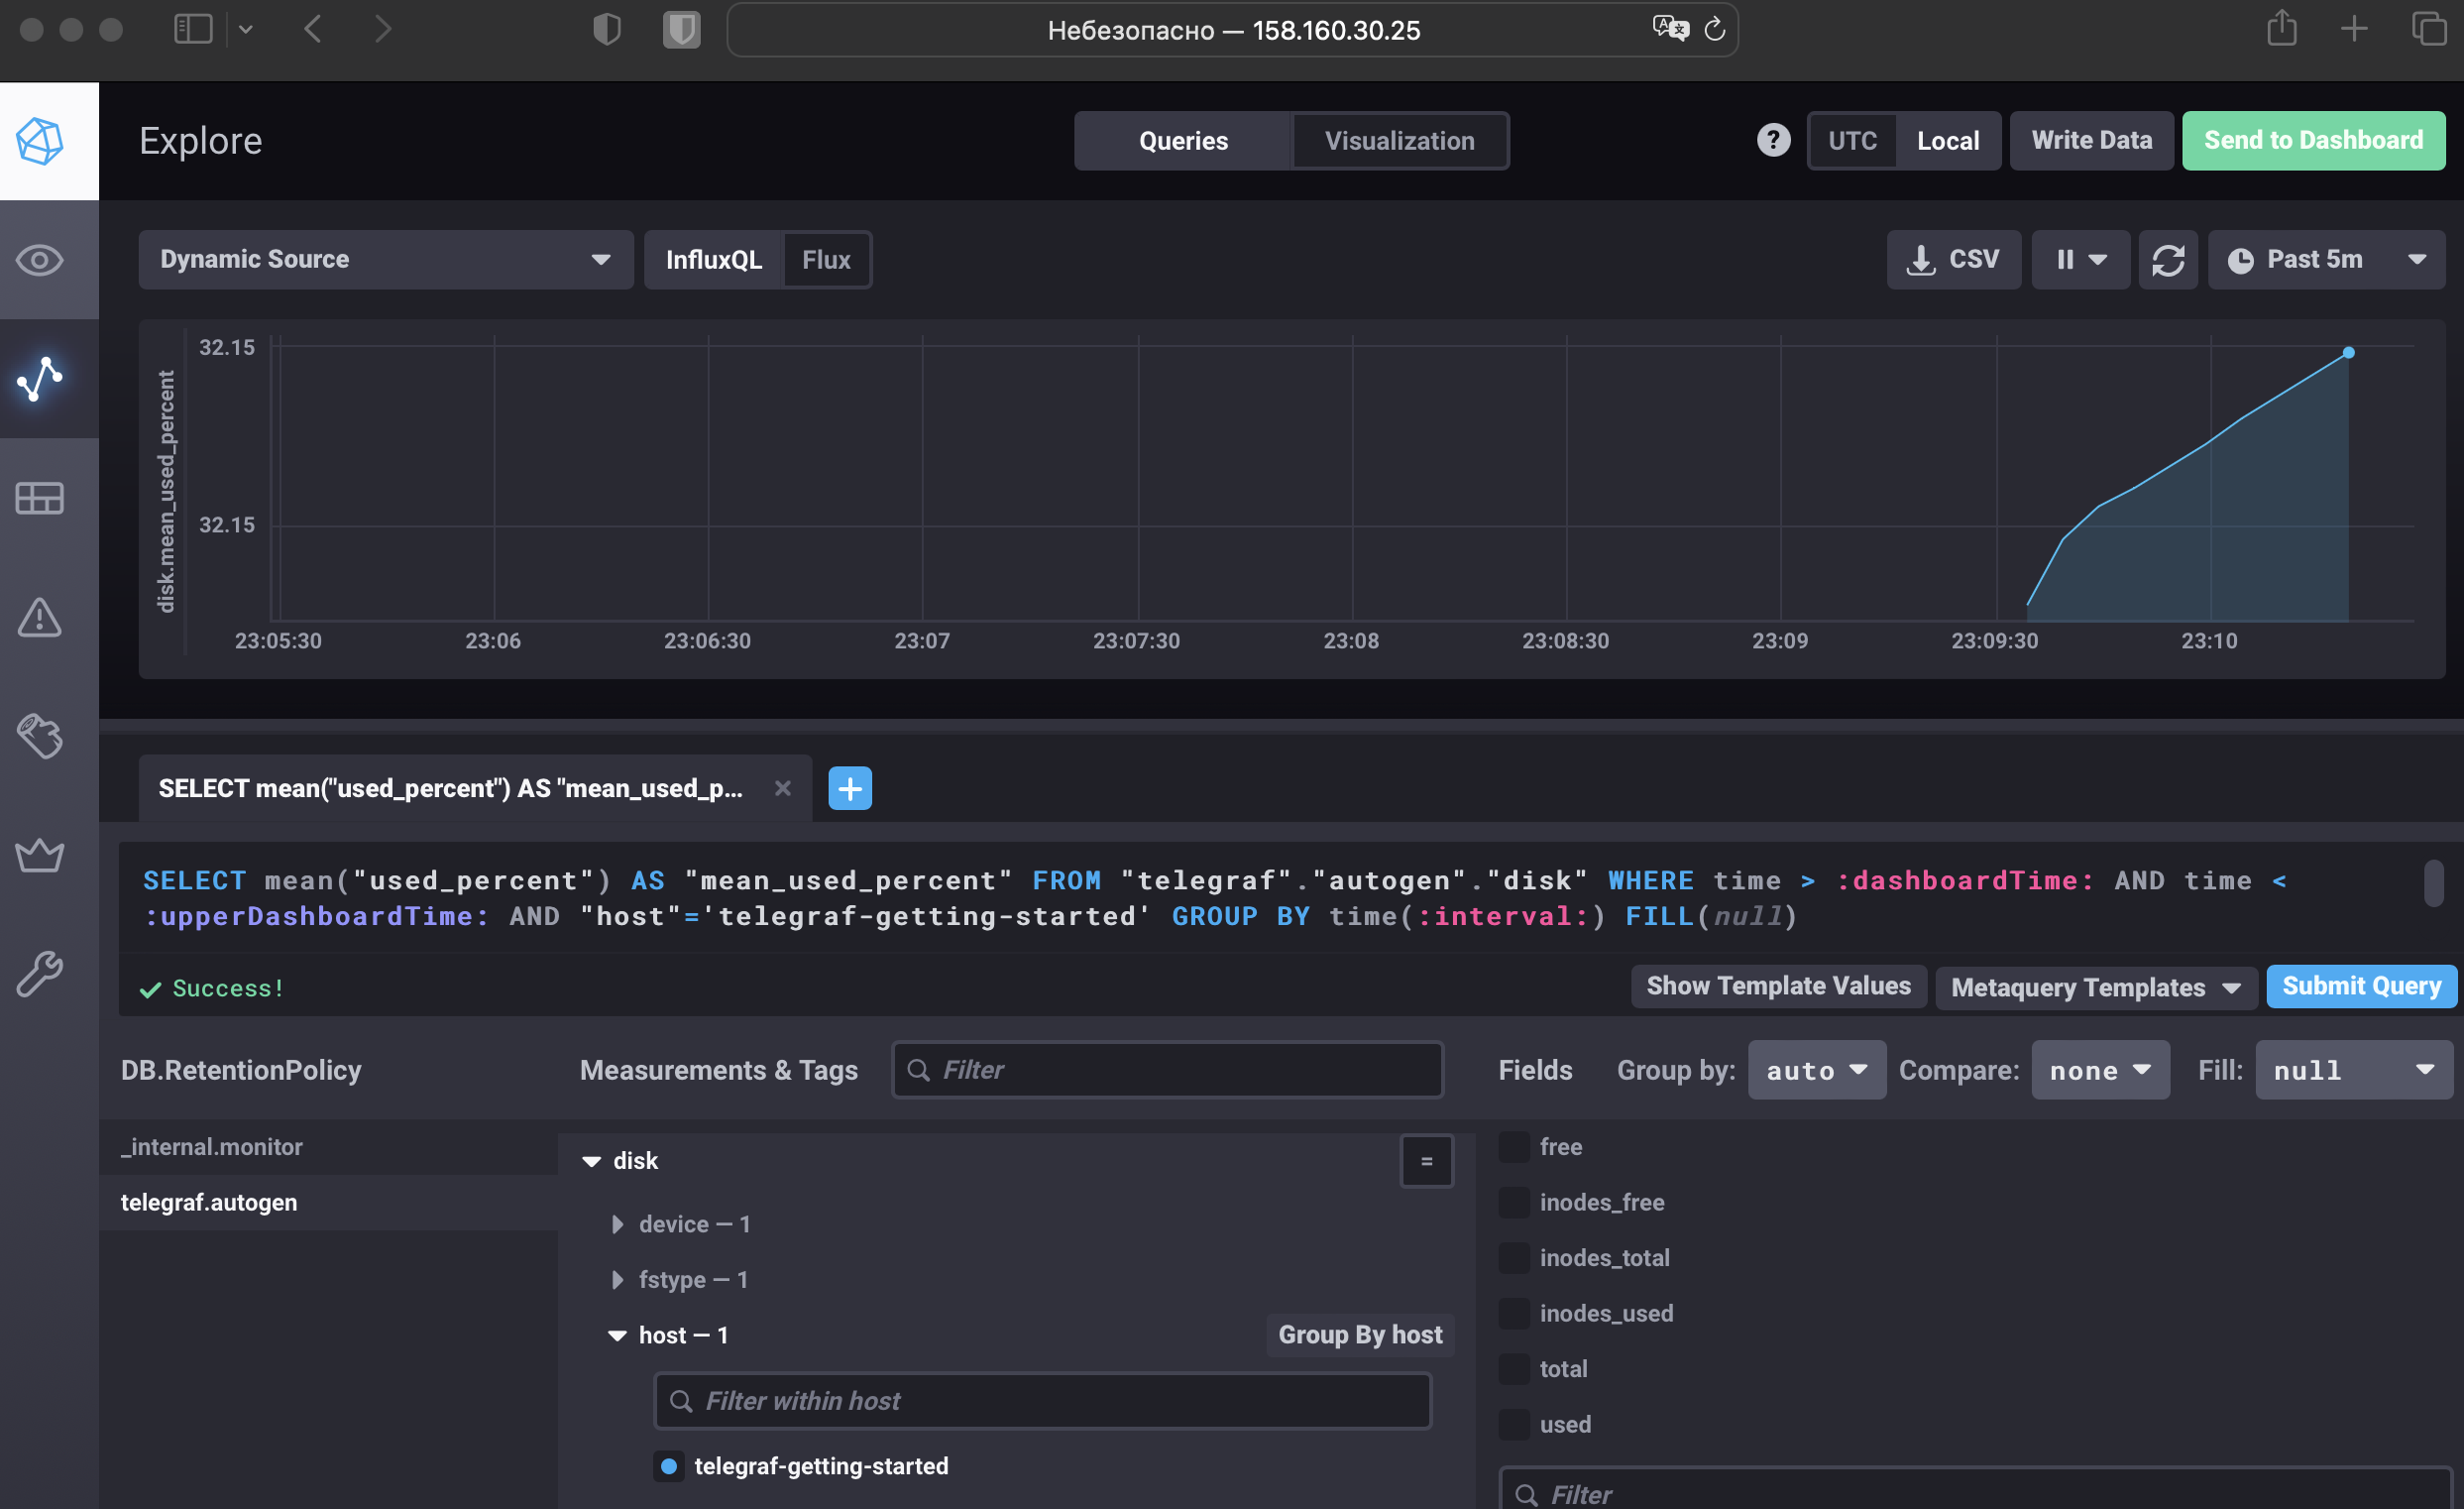 Небезопасно — 158.160.30.25
Explore
Queries
Visualization
?
UTC
Local
Write Data
Send to Dashboard
Dynamic Source
InfluxQL
Flux
CSV
Past 5m
disk.mean_used_percent
32.15
32.15
23:05:30
23:06
23:06:30
23:07
23:07:30
23:08
23:08:30
23:09
23:09:30
23:10
SELECT mean("used_percent") AS "mean_used_p...
SELECT mean("used_percent") AS "mean_used_percent" FROM "telegraf"."autogen"."disk" WHERE time > :dashboardTime: AND time <
:upperDashboardTime: AND "host"='telegraf-getting-started' GROUP BY time(:interval:) FILL(null)
Success!
Show Template Values
Metaquery Templates
Submit Query
DB.RetentionPolicy
Measurements & Tags
Filter
Fields
Group by:
auto
Compare:
none
Fill:
null
_internal.monitor
telegraf.autogen
disk
=
device — 1
fstype — 1
host — 1
Group By host
Filter within host
telegraf-getting-started
free
inodes_free
inodes_total
inodes_used
total
used
Filter